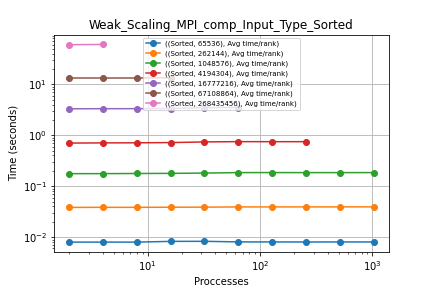 Weak_Scaling_MPI_comp_Input_Type_Sorted
((Sorted, 65536), Avg time/rank)
((Sorted, 262144), Avg time/rank)
((Sorted, 1048576), Avg time/rank)
((Sorted, 4194304), Avg time/rank)
((Sorted, 16777216), Avg time/rank)
((Sorted, 67108864), Avg time/rank)
((Sorted, 268435456), Avg time/rank)
Time (seconds)
10¹
10⁰
10⁻¹
10⁻²
10¹ 10² 10³
Proccesses